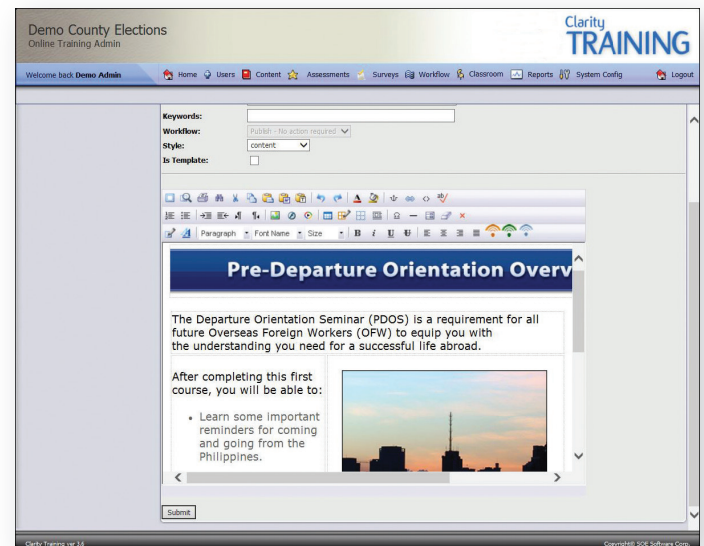 Demo County Elections
Online Training Admin
Clarity
TRAINING
Welcome back Demo Admin Home Users Content Assessments Surveys Workflow Classroom Reports System Config Logout
Keywords:
Workflow: Publish - No action required
Style: content
Is Template:
Paragraph Font Name Size B i U
Pre-Departure Orientation Overv
The Departure Orientation Seminar (PDOS) is a requirement for all
future Overseas Foreign Workers (OFW) to equip you with
the understanding you need for a successful life abroad.
After completing this first
course, you will be able to:
• Learn some important
reminders for coming
and going from the
Philippines.
Submit
Clarity Training ver 3.6 Copyright© SOE Software Corp.